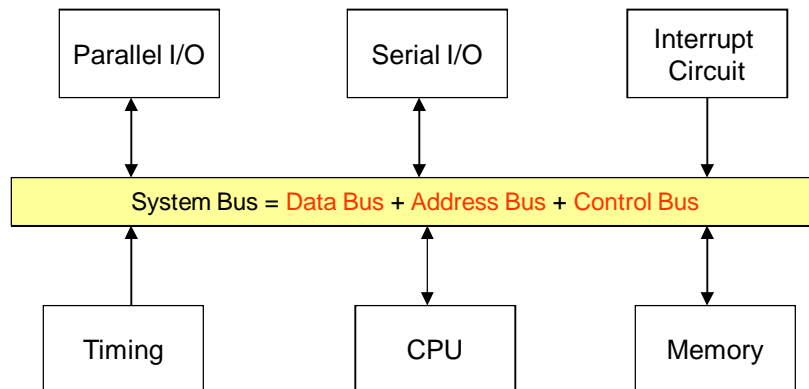 Parallel I/O
Serial I/O
Interrupt
Circuit
System Bus = Data Bus + Address Bus + Control Bus
Timing
CPU
Memory